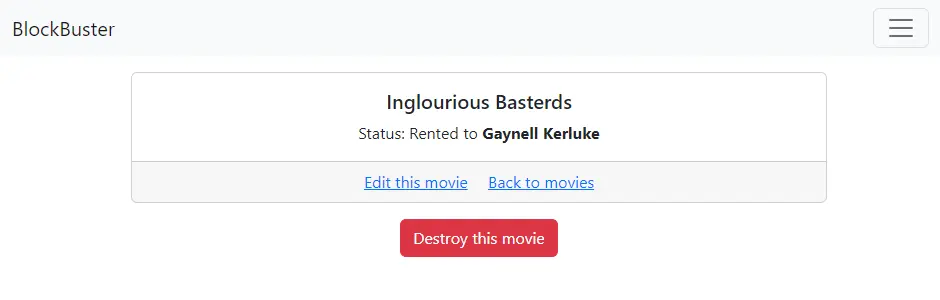 BlockBuster
Inglourious Basterds
Status: Rented to Gaynell Kerluke
Edit this movie Back to movies
Destroy this movie